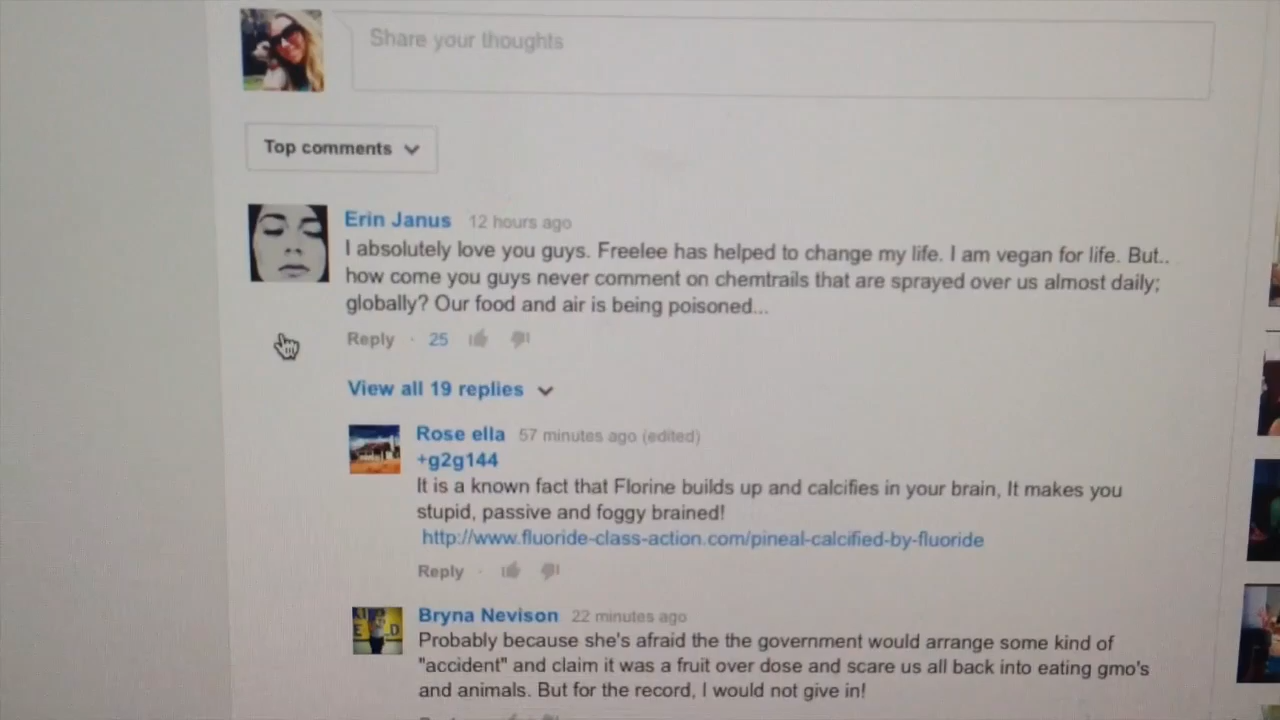 Share your thoughts
Top comments
Erin Janus 12 hours ago
I absolutely love you guys. Freelee has helped to change my life. I am vegan for life. But..
how come you guys never comment on chemtrails that are sprayed over us almost daily;
globally? Our food and air is being poisoned...
Reply · 25
View all 19 replies
Rose ella 57 minutes ago (edited)
+g2g144
It is a known fact that Florine builds up and calcifies in your brain, It makes you
stupid, passive and foggy brained!
http://www.fluoride-class-action.com/pineal-calcified-by-fluoride
Reply ·
Bryna Nevison 22 minutes ago
Probably because she's afraid the the government would arrange some kind of
"accident" and claim it was a fruit over dose and scare us all back into eating gmo's
and animals. But for the record, I would not give in!